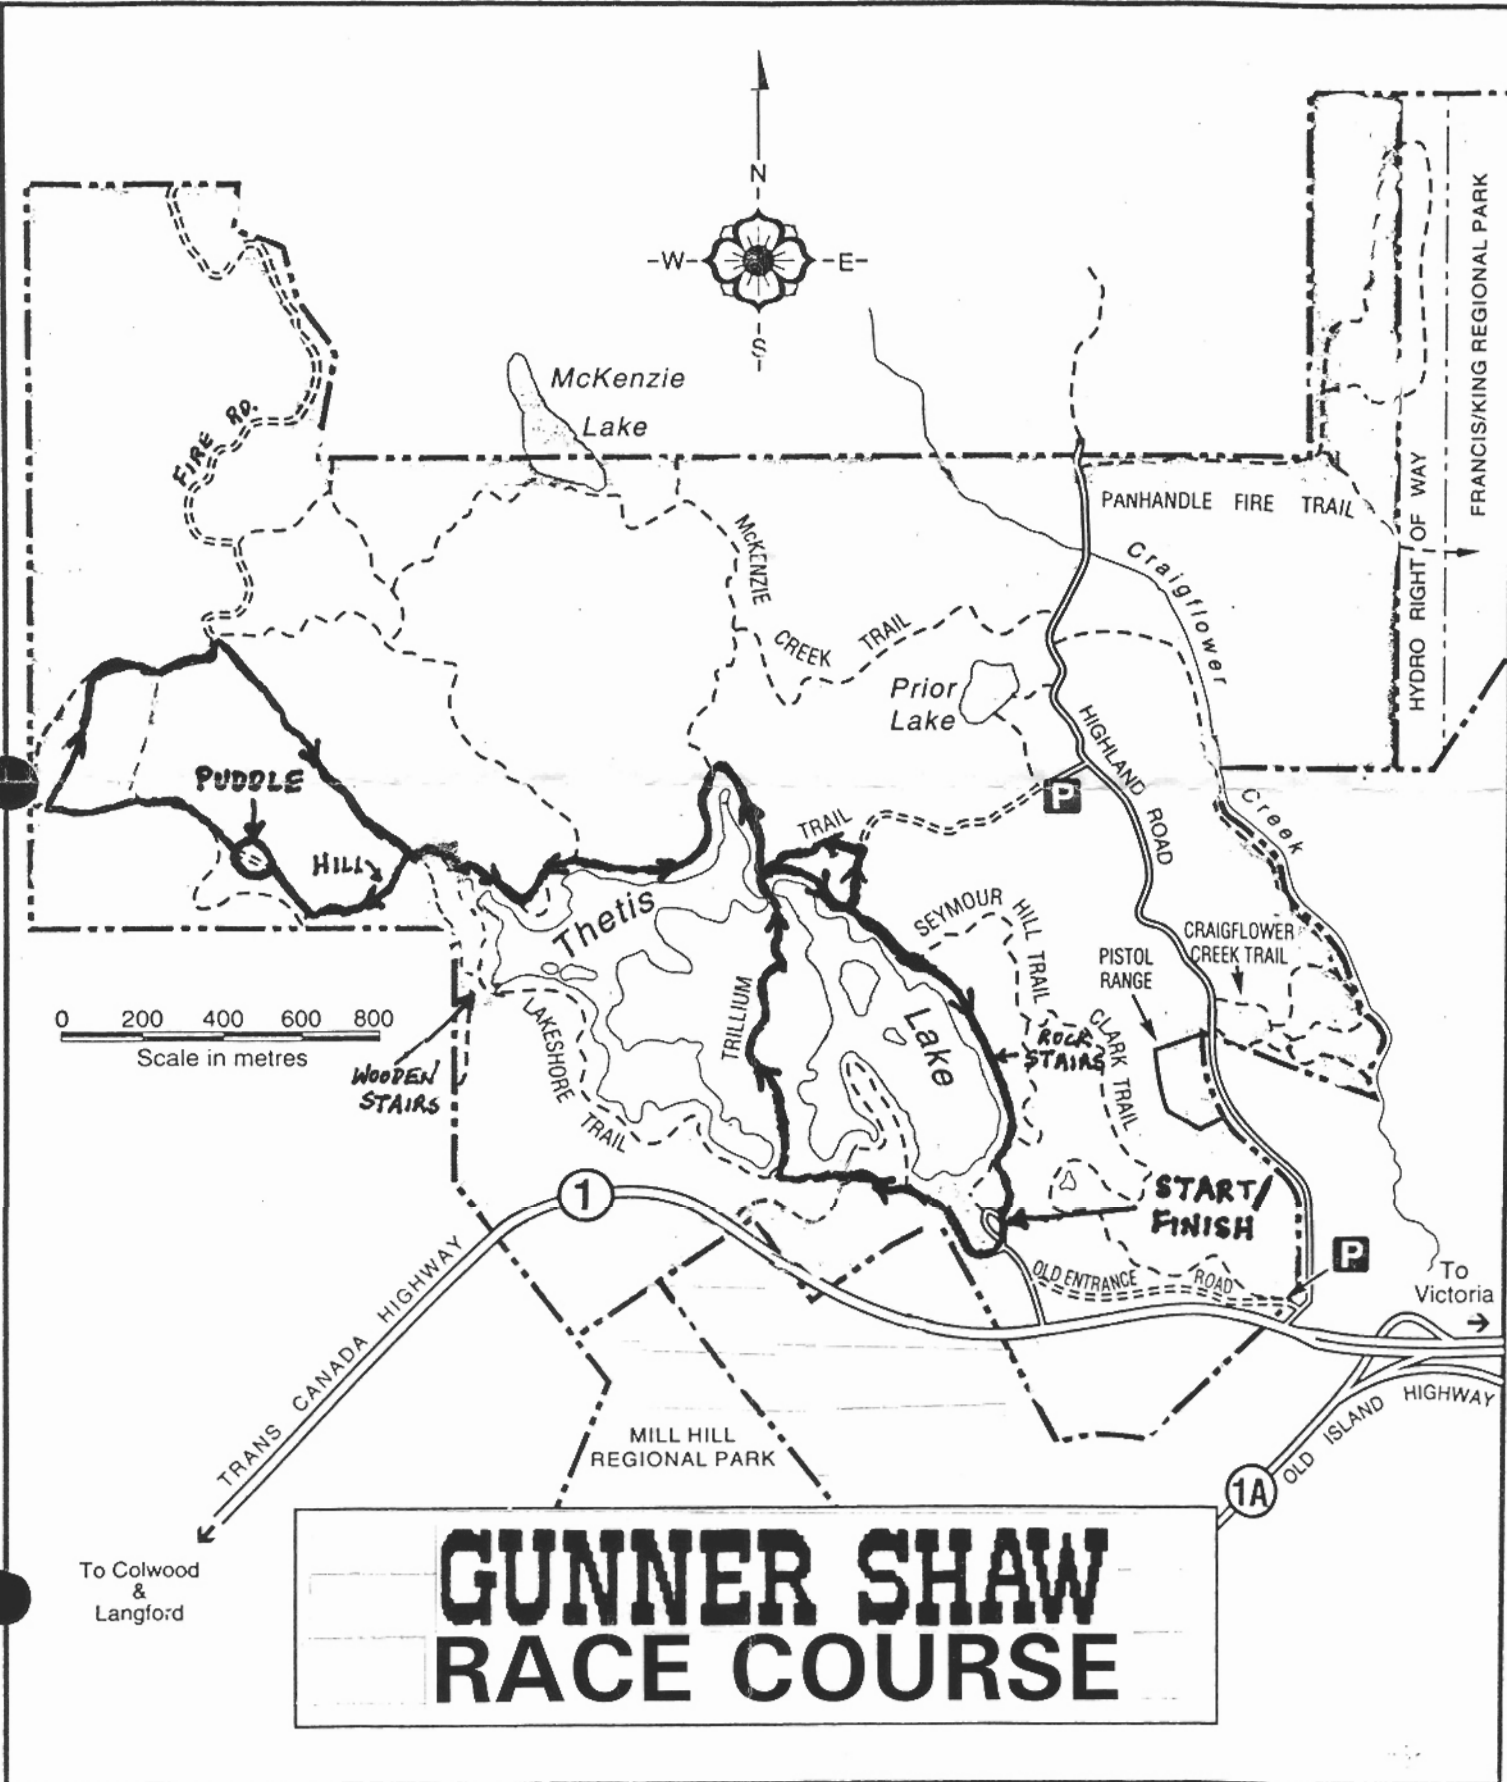 N
-W-
-E-
S
McKenzie
Lake
FIRE RD.
PANHANDLE FIRE TRAIL
HYDRO RIGHT OF WAY
FRANCIS/KING REGIONAL PARK
McKENZIE
CREEK TRAIL
Craigflower
Creek
Prior
Lake
HIGHLAND ROAD
P
PUDDLE
HILL
TRAIL
Thetis
Lake
SEYMOUR
HILL TRAIL
CRAIGFLOWER
CREEK TRAIL
PISTOL
RANGE
TRILLIUM
CLARK TRAIL
ROCK
STAIRS
0 200 400 600 800
Scale in metres
LAKESHORE
TRAIL
WOODEN
STAIRS
START/
FINISH
1
OLD ENTRANCE ROAD
P
To
Victoria
TRANS CANADA HIGHWAY
MILL HILL
REGIONAL PARK
OLD ISLAND HIGHWAY
1A
To Colwood
&
Langford
GUNNER SHAW
RACE COURSE